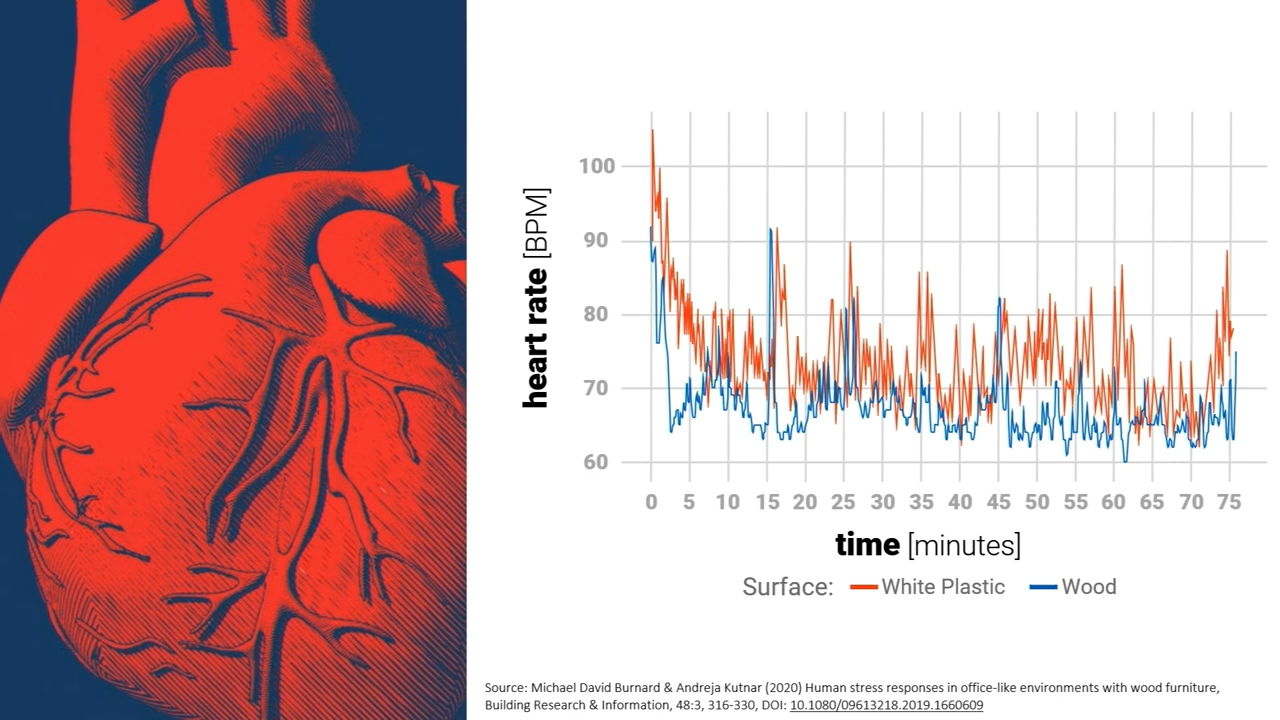 100
90
80
70
60
heart rate [BPM]
0 5 10 15 20 25 30 35 40 45 50 55 60 65 70 75
time [minutes]
Surface: White Plastic Wood
Source: Michael David Burnard & Andreja Kutnar (2020) Human stress responses in office-like environments with wood furniture,
Building Research & Information, 48:3, 316-330, DOI: 10.1080/09613218.2019.1660609